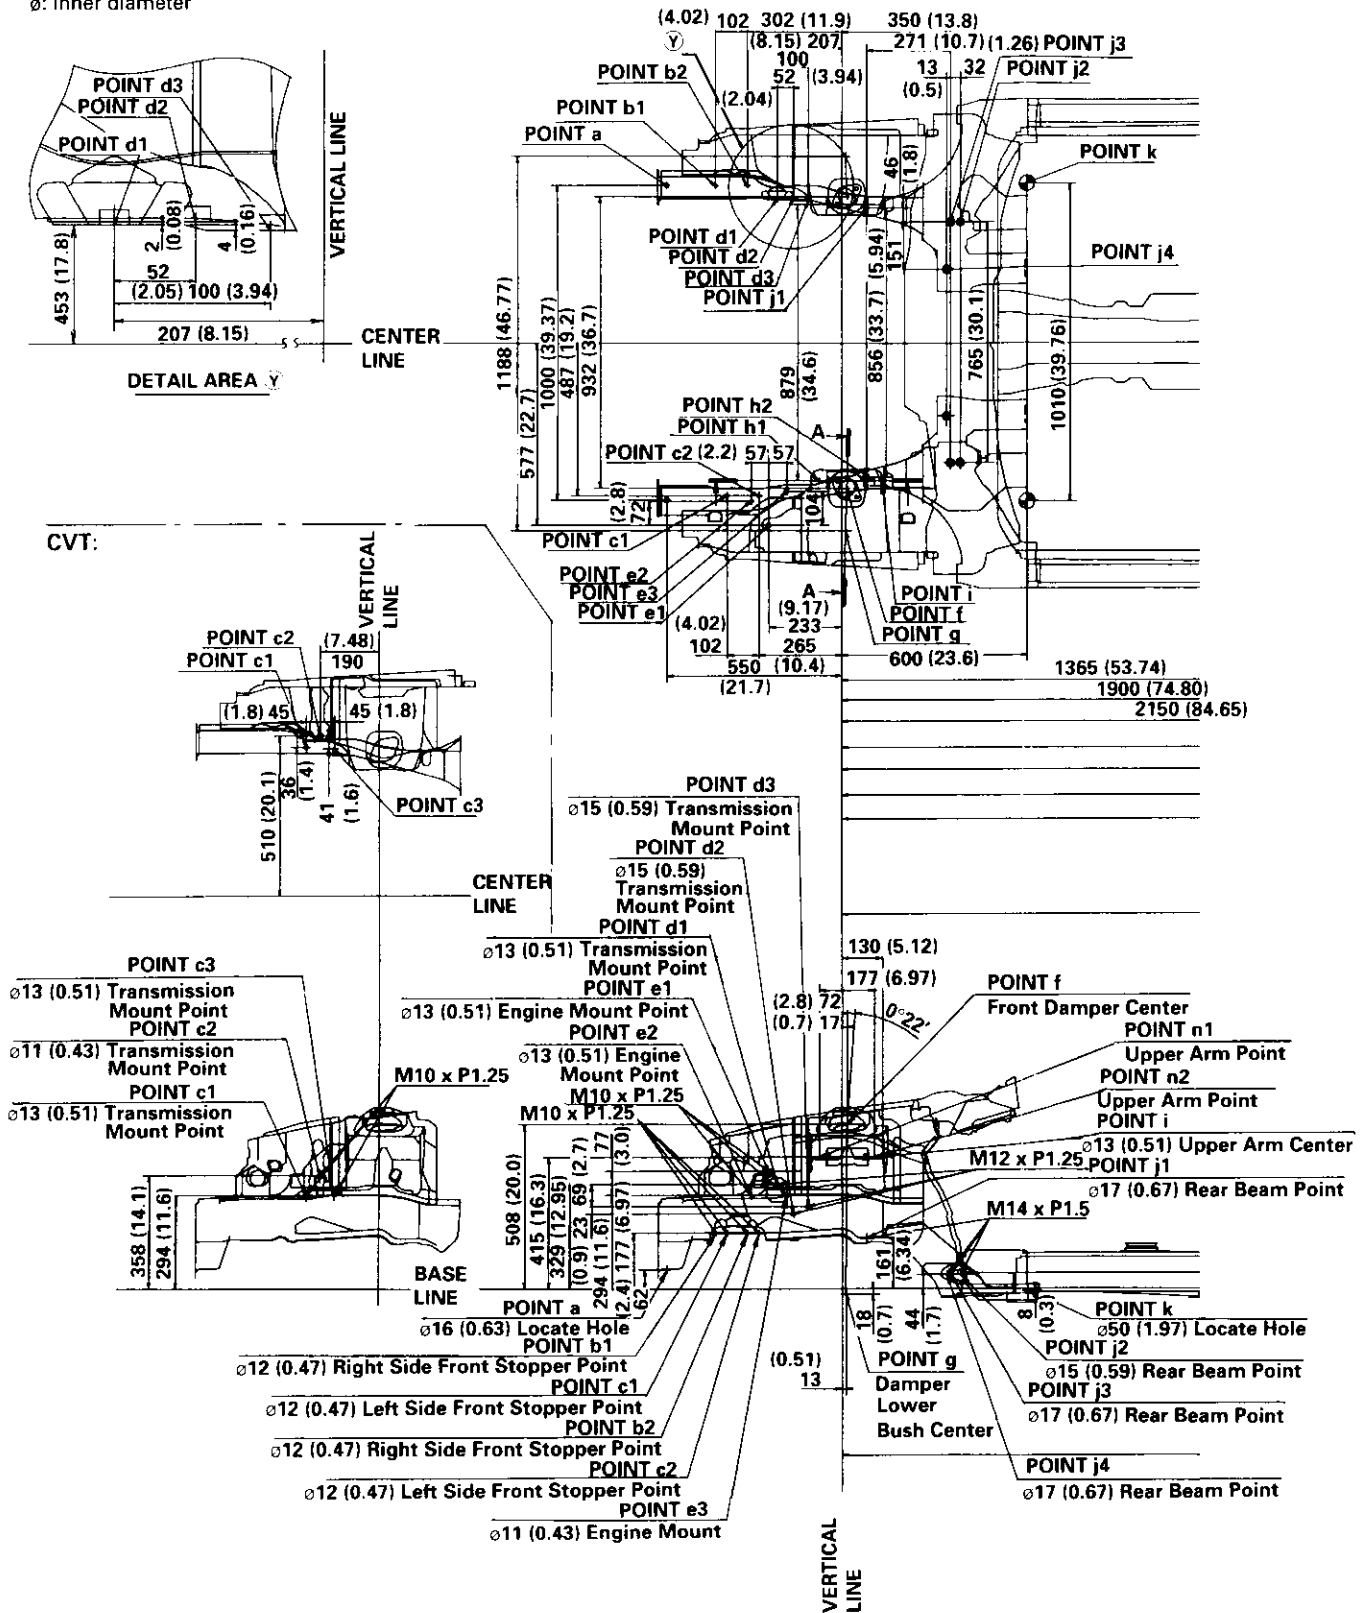 ø: Inner diameter
POINT d3
POINT d2
POINT d1
VERTICAL LINE
453 (17.8)
2
(0.08)
4
(0.16)
52
(2.05) 100 (3.94)
207 (8.15)
CENTER
LINE
DETAIL AREA Y
(4.02) 102 302 (11.9) 350 (13.8)
Y
(8.15) 207 271 (10.7) (1.26) POINT j3
POINT b2
100
52 (3.94)
13 32
POINT j2
(2.04)
(0.5)
POINT b1
POINT a
46
(1.8)
POINT k
POINT d1
POINT d2
POINT d3
POINT j1
151
(5.94)
POINT j4
1188 (46.77)
1000 (39.37)
487 (19.2)
932 (36.7)
577 (22.7)
879
(34.6)
856 (33.7)
765 (30.1)
1010 (39.76)
POINT h2
POINT h1
A
POINT c2 (2.2) 57 57
72
(2.8)
104
POINT c1
POINT e2
POINT e3
POINT e1
A
POINT i
POINT f
POINT g
(9.17)
233
(4.02)
102 265 600 (23.6)
550 (10.4)
(21.7)
1365 (53.74)
1900 (74.80)
2150 (84.65)
CVT:
VERTICAL
LINE
POINT c2
(7.48)
190
POINT c1
(1.8) 45 45 (1.8)
510 (20.1)
36
(1.4)
41
(1.6)
POINT c3
CENTER
LINE
POINT d3
ø15 (0.59) Transmission
Mount Point
POINT d2
ø15 (0.59)
Transmission
Mount Point
POINT d1
ø13 (0.51) Transmission
Mount Point
POINT e1
ø13 (0.51) Engine Mount Point
POINT e2
ø13 (0.51) Engine
Mount Point
M10 x P1.25
M10 x P1.25
130 (5.12)
177 (6.97)
(2.8) 72
(0.7) 17
0°22'
POINT f
Front Damper Center
POINT n1
Upper Arm Point
POINT n2
Upper Arm Point
POINT i
ø13 (0.51) Upper Arm Center
M12 x P1.25
POINT j1
ø17 (0.67) Rear Beam Point
M14 x P1.5
POINT c3
ø13 (0.51) Transmission
Mount Point
POINT c2
ø11 (0.43) Transmission
Mount Point
POINT c1
ø13 (0.51) Transmission
Mount Point
M10 x P1.25
358 (14.1)
294 (11.6)
BASE
LINE
508 (20.0)
415 (16.3)
329 (12.95)
(0.9) 23 69 (2.7)
294 (11.6)
77
(3.0)
(2.4) 177 (6.97)
62
161
(6.34)
18
(0.7)
44
(1.7)
8
(0.3)
POINT a
ø16 (0.63) Locate Hole
POINT b1
ø12 (0.47) Right Side Front Stopper Point
POINT c1
ø12 (0.47) Left Side Front Stopper Point
POINT b2
ø12 (0.47) Right Side Front Stopper Point
POINT c2
ø12 (0.47) Left Side Front Stopper Point
POINT e3
ø11 (0.43) Engine Mount
(0.51)
13
POINT g
Damper
Lower
Bush Center
POINT k
ø50 (1.97) Locate Hole
POINT j2
ø15 (0.59) Rear Beam Point
POINT j3
ø17 (0.67) Rear Beam Point
POINT j4
ø17 (0.67) Rear Beam Point
VERTICAL
LINE